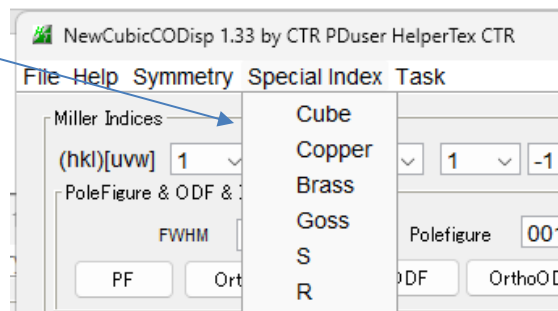 NewCubicCODisp 1.33 by CTR PDuser HelperTex CTR
File Help Symmetry Special Index Task
Miller Indices
Cube
(hkl)[uvw] 1 1 -1
Copper
PoleFigure & ODF &
Brass
FWHM
Goss
Polefigure 001
S
PF
ODF
R